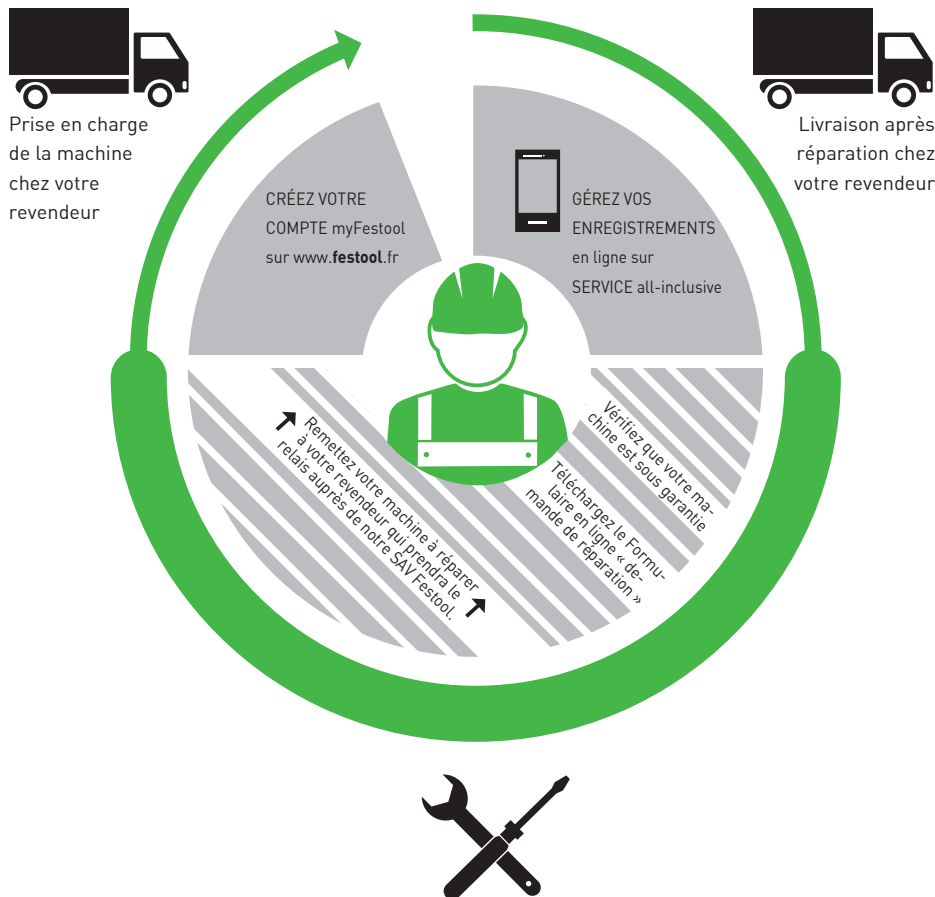 Prise en charge
de la machine
chez votre
revendeur
Livraison après
réparation chez
votre revendeur
CRÉEZ VOTRE
COMPTE myFestool
sur www.festool.fr
GÉREZ VOS
ENREGISTREMENTS
en ligne sur
SERVICE all-inclusive
Vérifiez que votre ma-
chine est sous garantie
Téléchargez le Formu-
laire en ligne « de-
mande de réparation »
Remettez votre machine à réparer
à votre revendeur qui prendra le
relais auprès de notre SAV Festool.